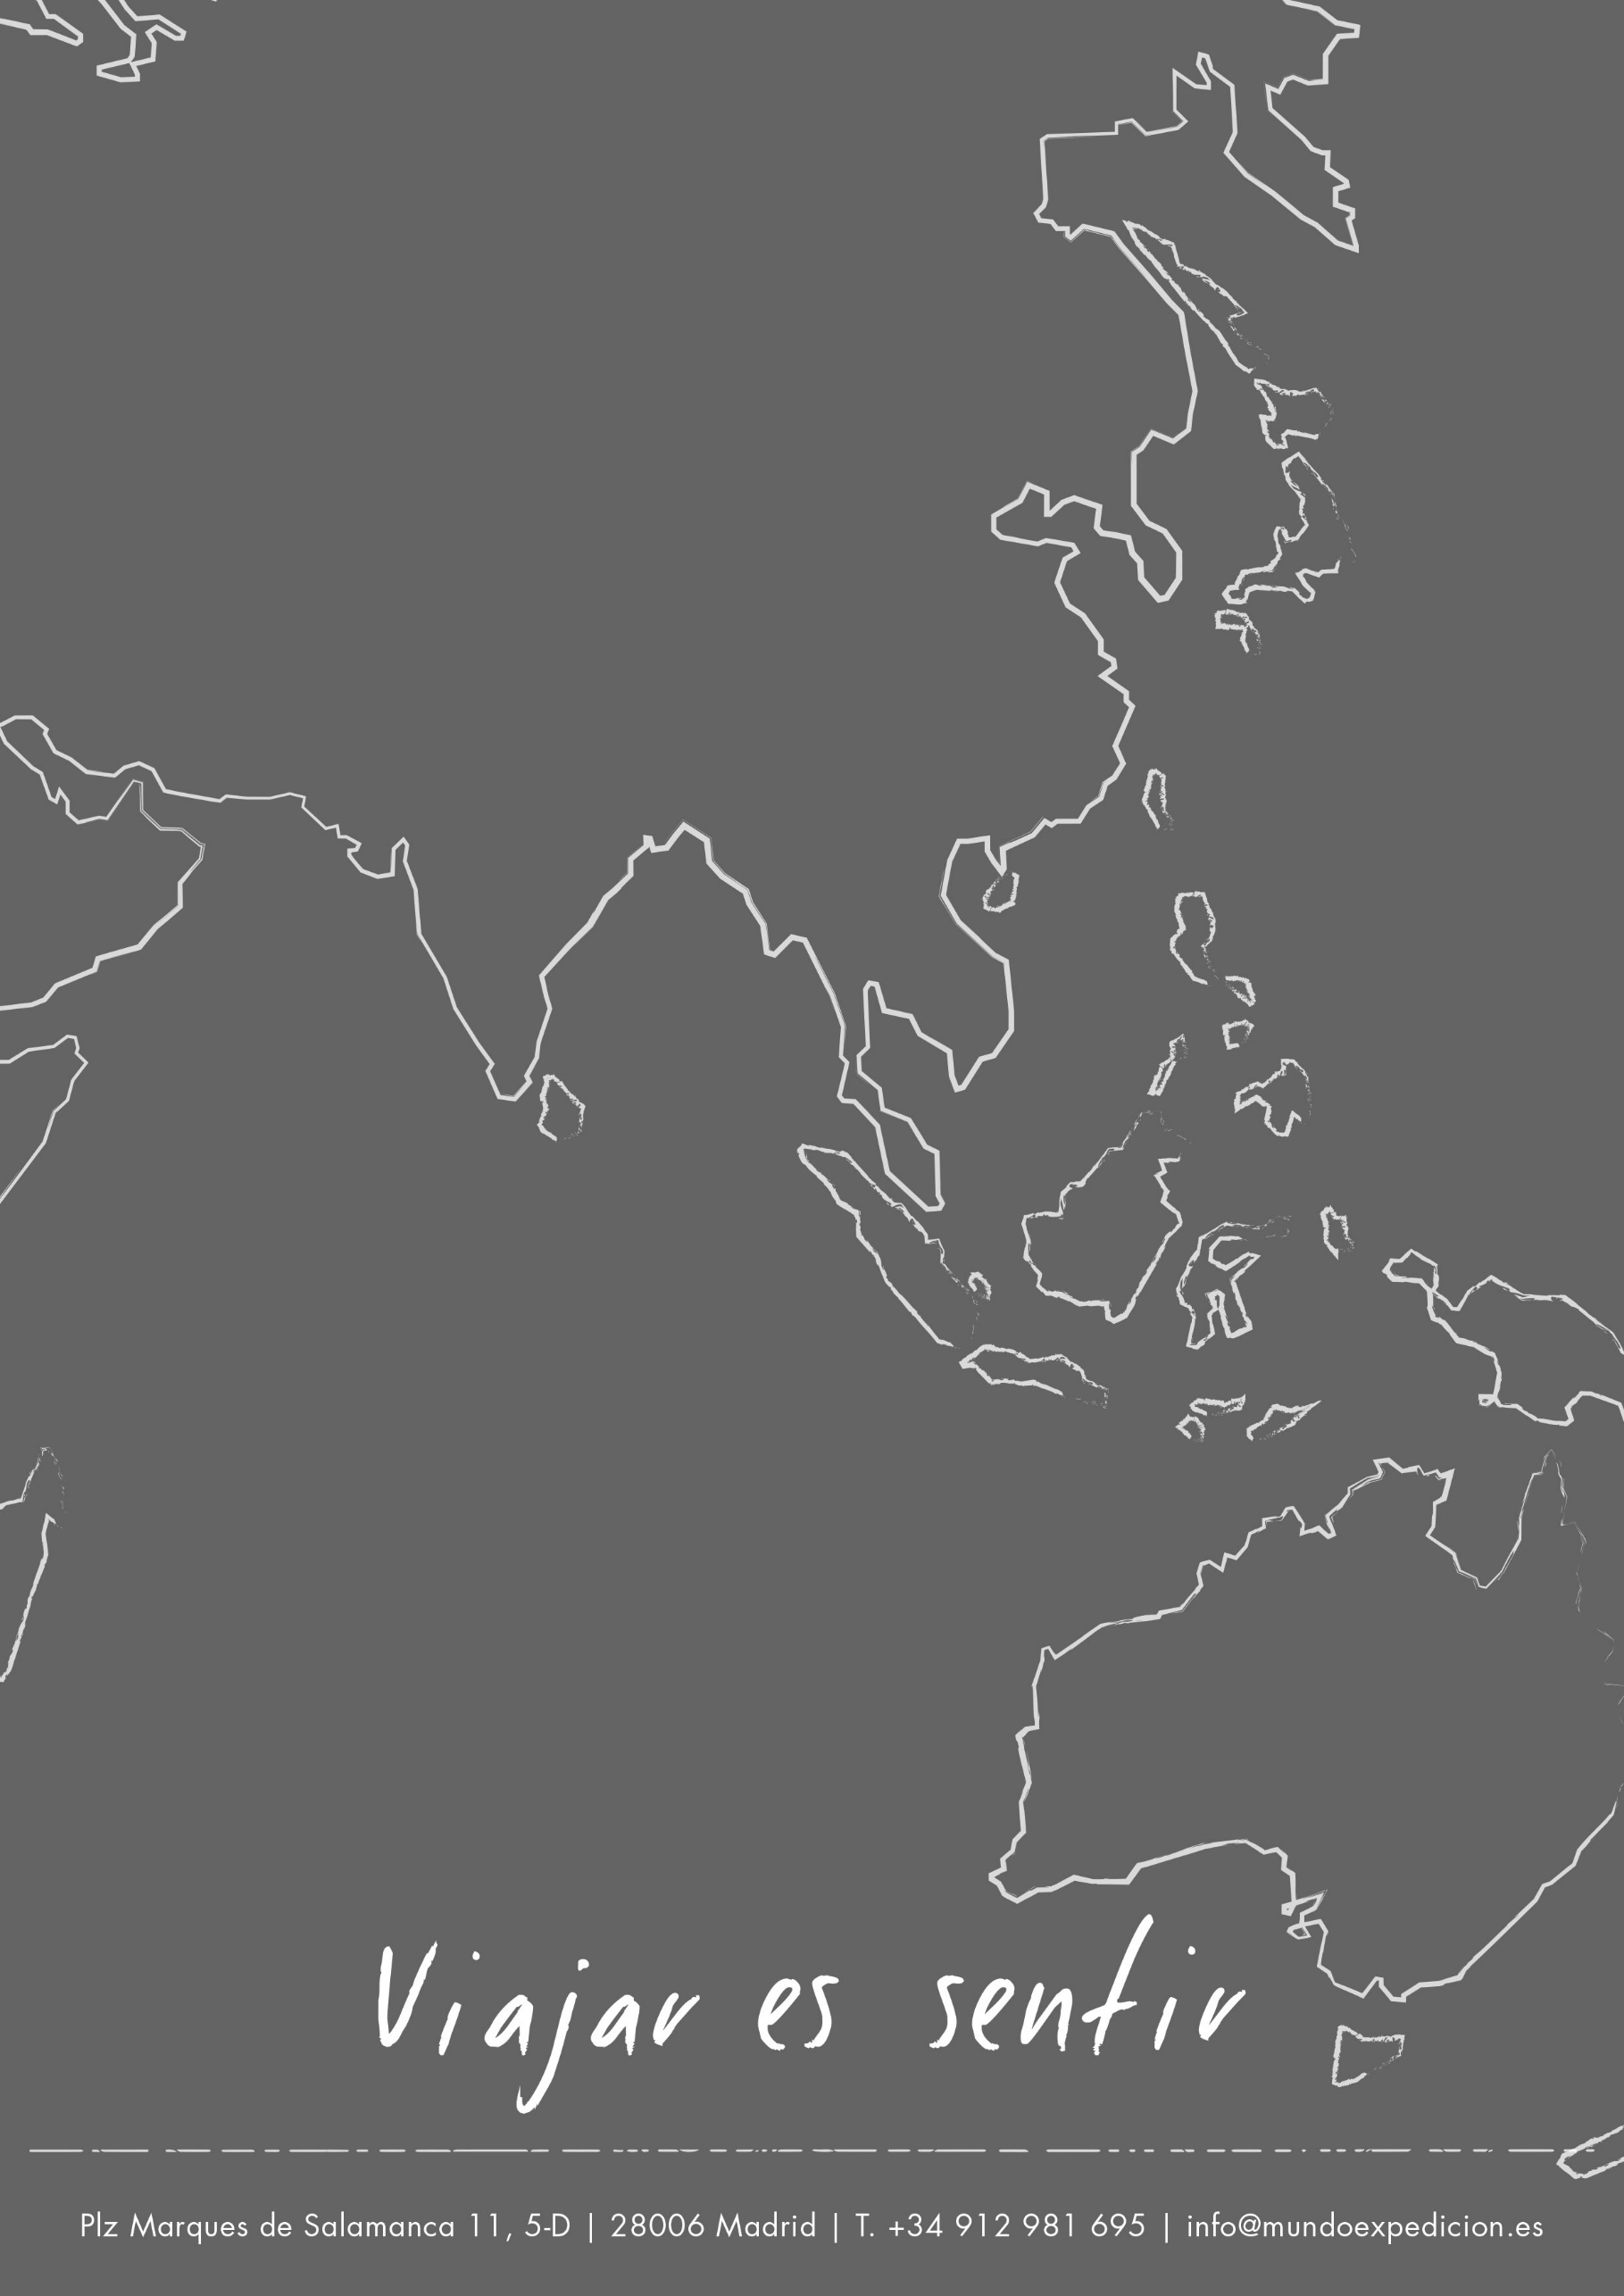 Viajar es sentir
Plz Marques de Salamanca 11, 5-D | 28006 Madrid | T. +34 912 981 695 | info@mundoexpedicion.es